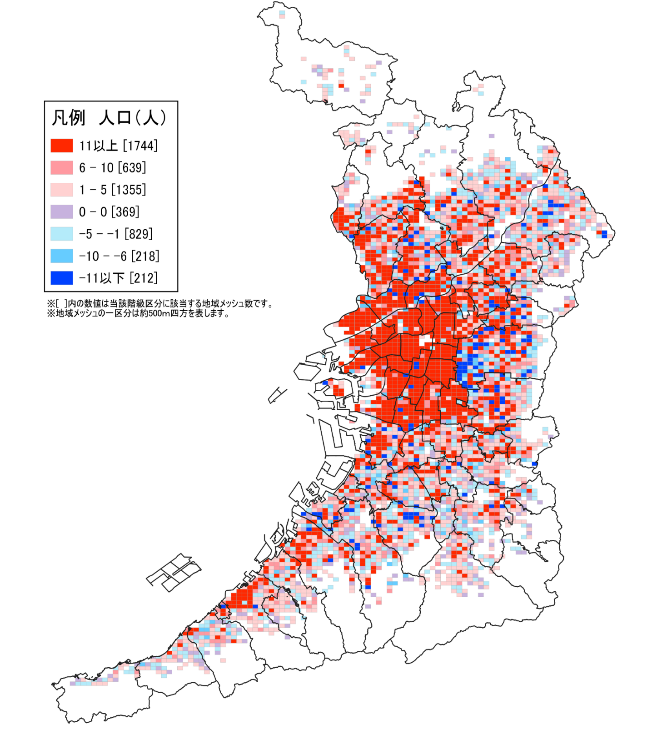 凡例　人口(人)
11以上 [1744]
6 - 10 [639]
1 - 5 [1355]
0 - 0 [369]
-5 - -1 [829]
-10 - -6 [218]
-11以下 [212]
※[　]内の数値は当該階級区分に該当する地域メッシュ数です。
※地域メッシュの一区分は約500m四方を表します。